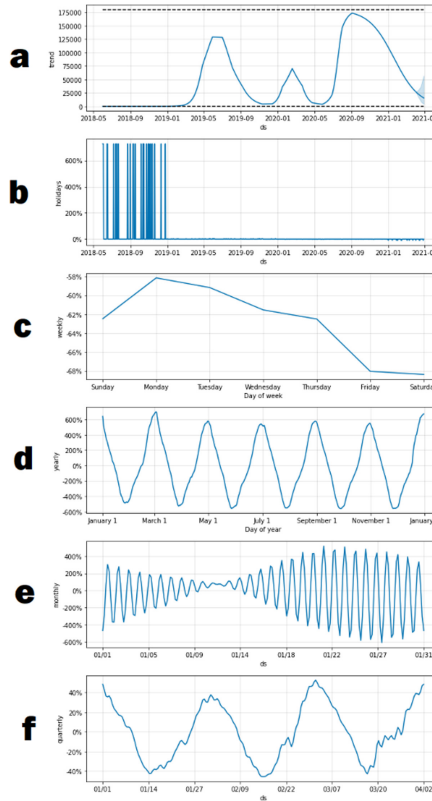 a
trend
175000
150000
125000
100000
75000
50000
25000
0
2018-05 2018-09 2019-01 2019-05 2019-09 2020-01 2020-05 2020-09 2021-01 2021-0
ds
b
holidays
600%
400%
200%
0%
2018-05 2018-09 2019-01 2019-05 2019-09 2020-01 2020-05 2020-09 2021-01 2021-0
ds
c
weekly
-58%
-60%
-62%
-64%
-66%
-68%
Sunday Monday Tuesday Wednesday Thursday Friday Saturda
Day of week
d
yearly
600%
400%
200%
0%
-200%
-400%
-600%
January 1 March 1 May 1 July 1 September 1 November 1 January
Day of year
e
monthly
400%
200%
0%
-200%
-400%
-600%
01/01 01/05 01/09 01/14 01/18 01/22 01/27 01/31
ds
f
quarterly
40%
20%
0%
-20%
-40%
01/01 01/14 01/27 02/09 02/22 03/07 03/20 04/02
ds